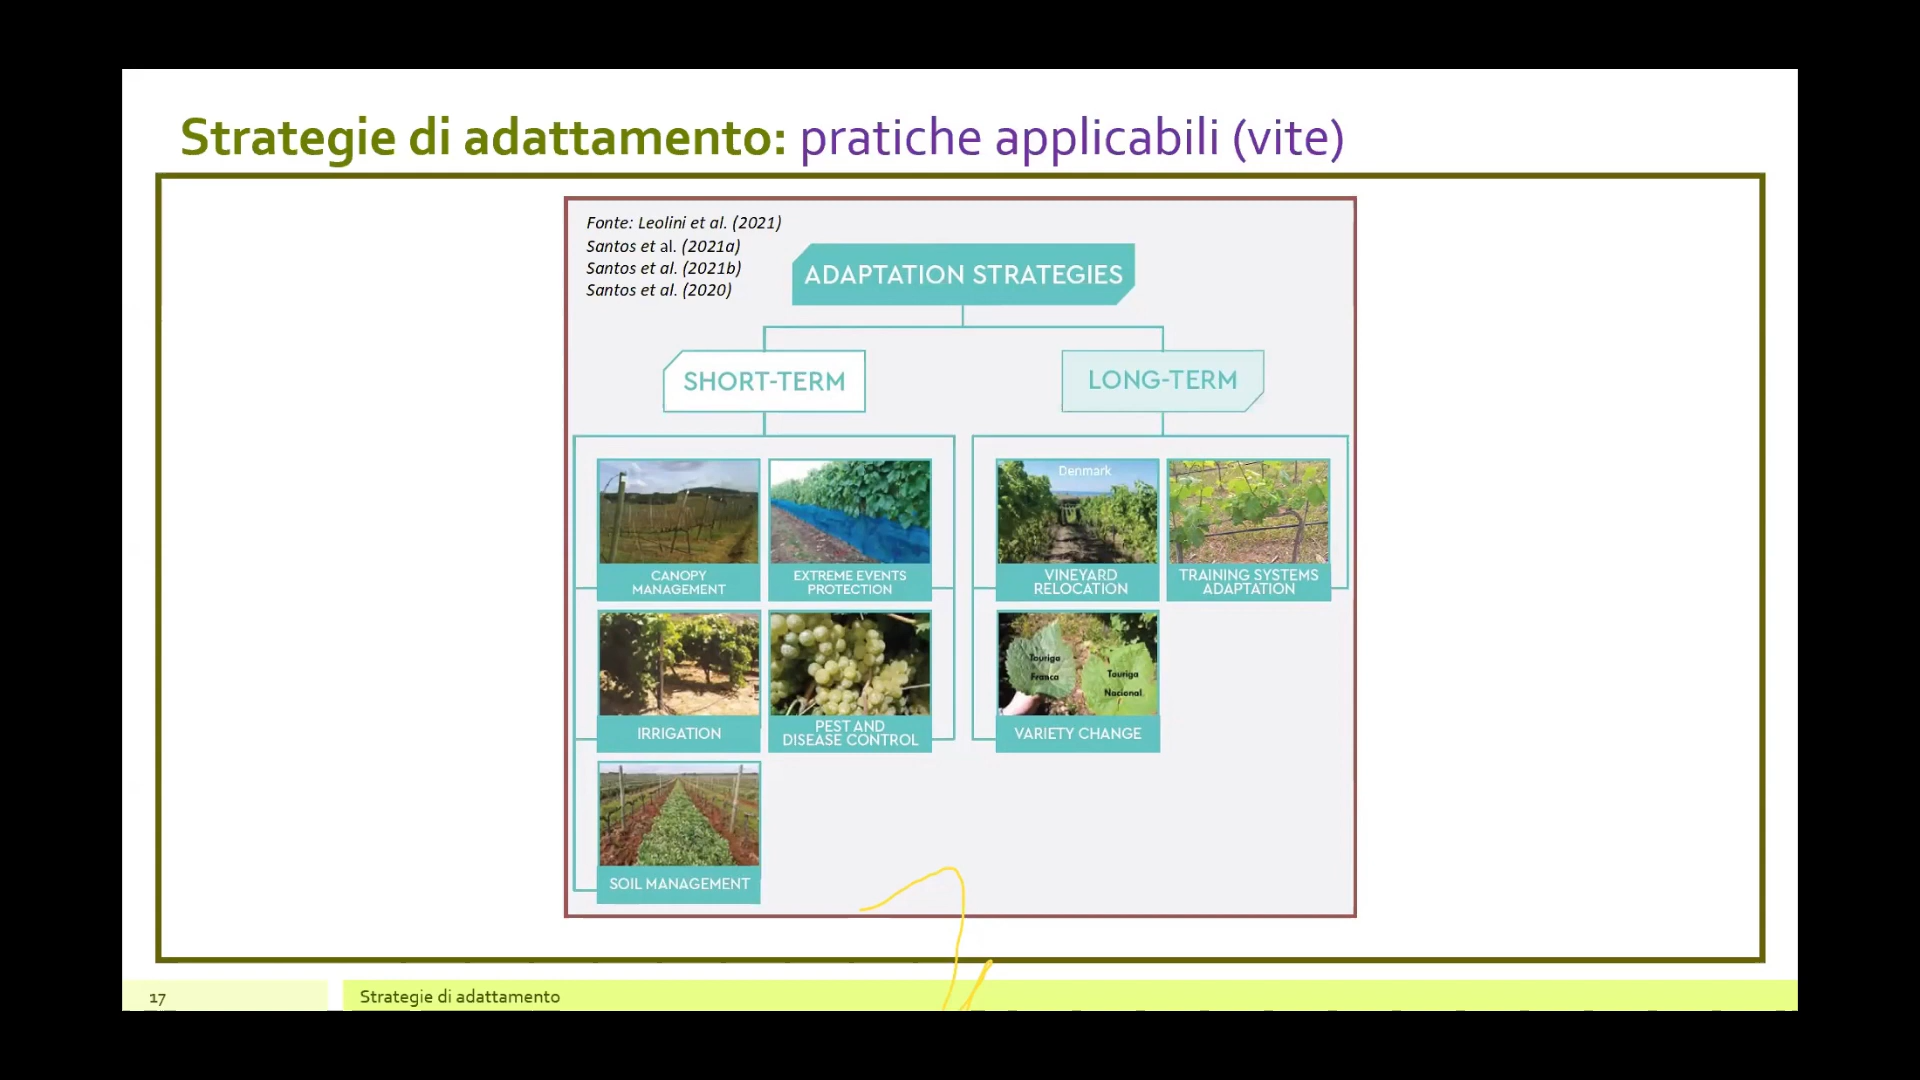 Strategie di adattamento: pratiche applicabili (vite)
Fonte: Leolini et al. (2021)
Santos et al. (2021a)
Santos et al. (2021b)
Santos et al. (2020)
ADAPTATION STRATEGIES
SHORT-TERM
LONG-TERM
CANOPY
MANAGEMENT
EXTREME EVENTS
PROTECTION
Denmark
VINEYARD
RELOCATION
TRAINING SYSTEMS
ADAPTATION
IRRIGATION
PEST AND
DISEASE CONTROL
Touriga
Franca
Touriga
Nacional
VARIETY CHANGE
SOIL MANAGEMENT
17
Strategie di adattamento